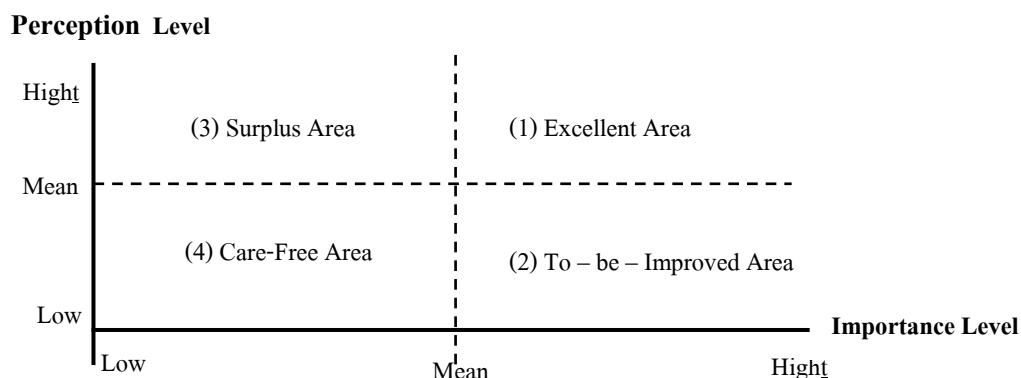 Perception Level
Hight
(3) Surplus Area
(1) Excellent Area
Mean
(4) Care-Free Area
(2) To – be – Improved Area
Low
Importance Level
Low
Mean
Hight